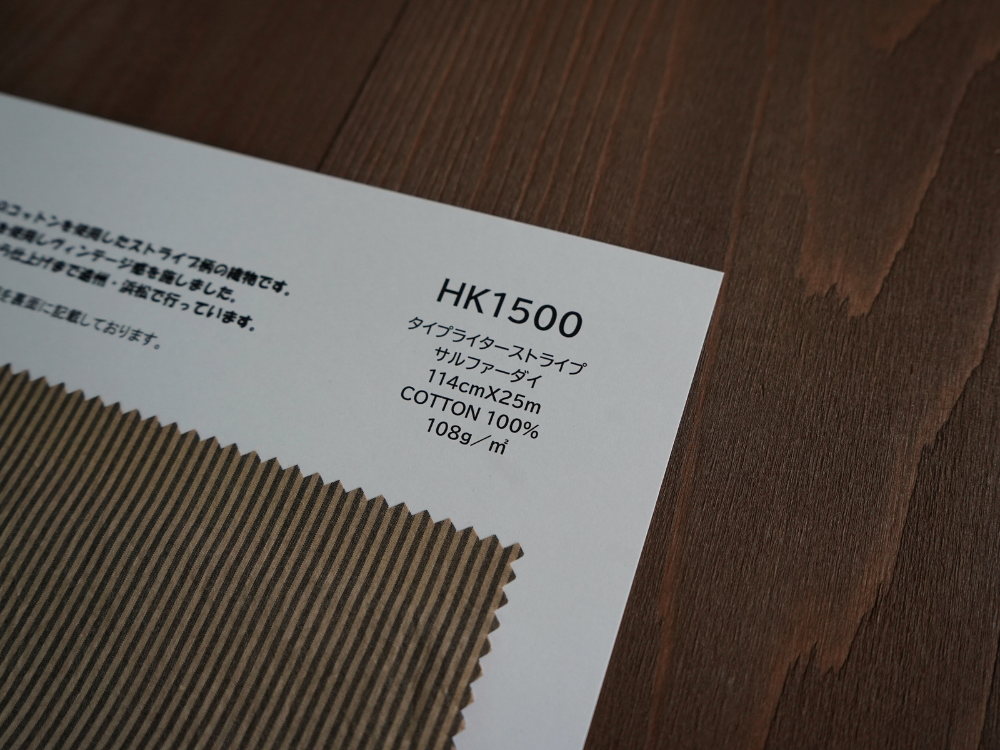 コットンを使用したストライプ柄の織物です。
を使用しヴィンテージ感を施しました。
仕上げまで遠州・浜松で行っています。
を裏面に記載しております。
HK1500
タイプライターストライプ
サルファーダイ
114cmX25m
COTTON 100%
108g／㎡